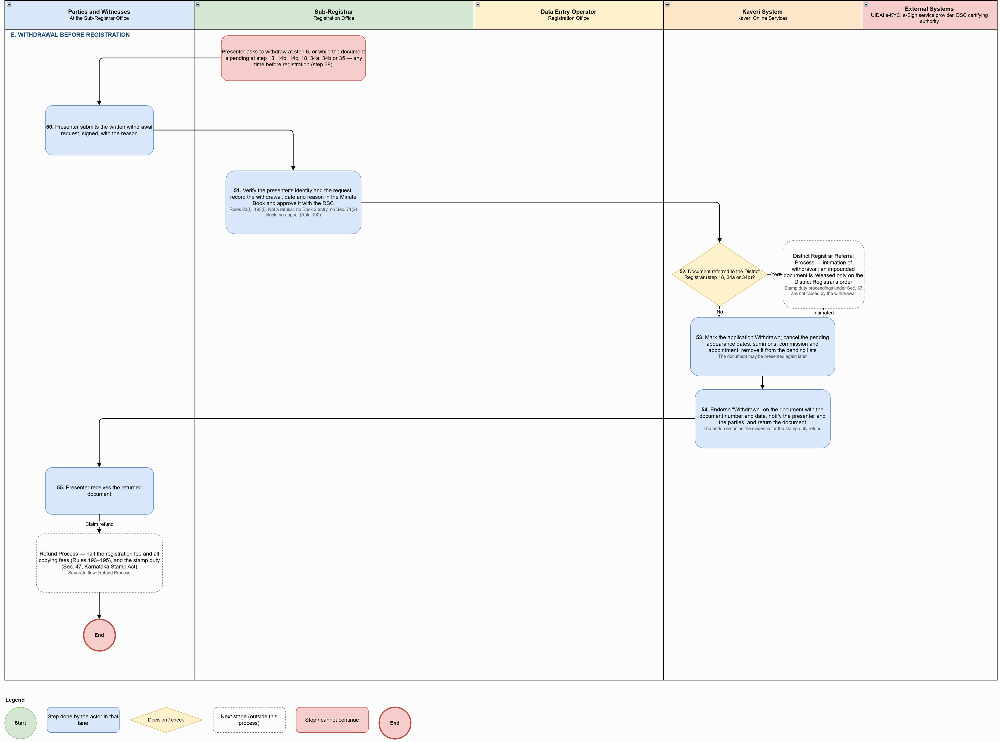 Parties and Witnesses
At the Sub-Registrar Office
Sub-Registrar
Registration Office
Data Entry Operator
Registration Office
Kaveri System
Kaveri Online Services
External Systems
UIDAI e-KYC, e-Sign service provider, DSC certifying
authority
E. WITHDRAWAL BEFORE REGISTRATION
Presenter asks to withdraw at step 6, or while the document
is pending at step 13, 14b, 14c, 18, 34a, 34b or 35 — any
time before registration (step 38)
50. Presenter submits the written withdrawal
request, signed, with the reason
51. Verify the presenter's identity and the request;
record the withdrawal, date and reason in the Minute
Book and approve it with the DSC
Rules 23(f), 193(i). Not a refusal: no Book 2 entry, no Sec. 71(2)
block; no appeal (Rule 190)
52. Document referred to the District
Registrar (step 18, 34a or 34b)?
Yes
District Registrar Referral
Process — intimation of
withdrawal; an impounded
document is released only on the
District Registrar's order
Stamp duty proceedings under Sec. 33
are not closed by the withdrawal
No
Intimated
53. Mark the application Withdrawn; cancel the pending
appearance dates, summons, commission and
appointment; remove it from the pending lists
The document may be presented again later
54. Endorse "Withdrawn" on the document with the
document number and date, notify the presenter and
the parties, and return the document
The endorsement is the evidence for the stamp duty refund
55. Presenter receives the returned
document
Claim refund
Refund Process — half the registration fee and all
copying fees (Rules 193–195), and the stamp duty
(Sec. 47, Karnataka Stamp Act)
Separate flow: Refund Process
End
Legend
Start
Step done by the actor in that
lane
Decision / check
Next stage (outside this
process)
Stop / cannot continue
End